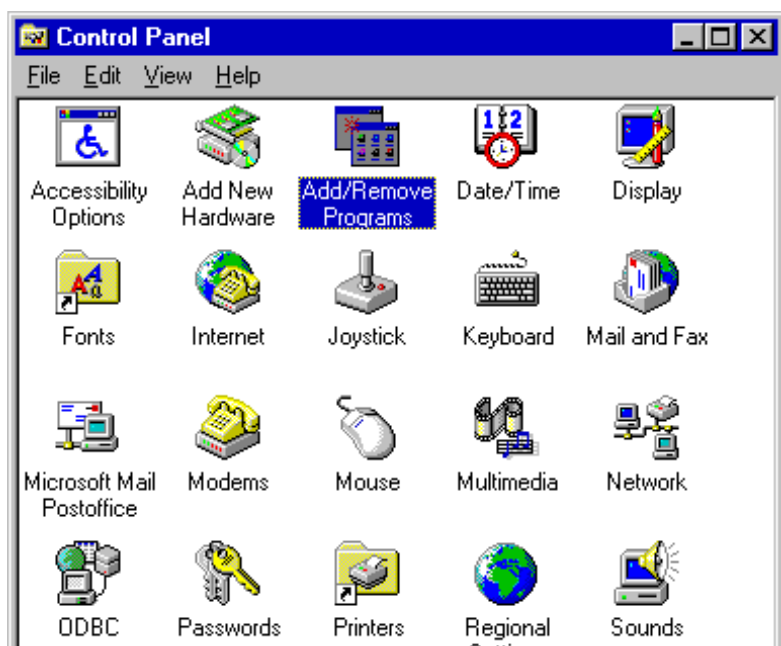 Control Panel
File Edit View Help
Accessibility Options
Add New Hardware
Add/Remove Programs
Date/Time
Display
Fonts
Internet
Joystick
Keyboard
Mail and Fax
Microsoft Mail Postoffice
Modems
Mouse
Multimedia
Network
ODBC
Passwords
Printers
Regional
Sounds